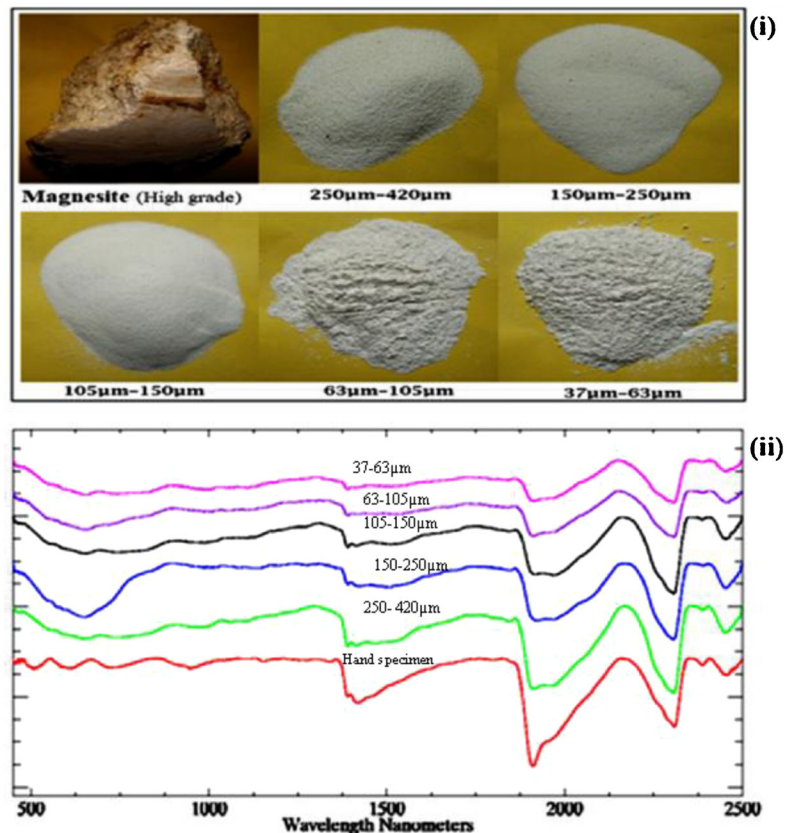 (i)
Magnesite (High grade)
250µm-420µm
150µm-250µm
105µm-150µm
63µm-105µm
37µm-63µm
(ii)
37-63µm
63-105µm
105-150µm
150-250µm
250- 420µm
Hand specimen
500
1000
1500
2000
2500
Wavelength Nanometers